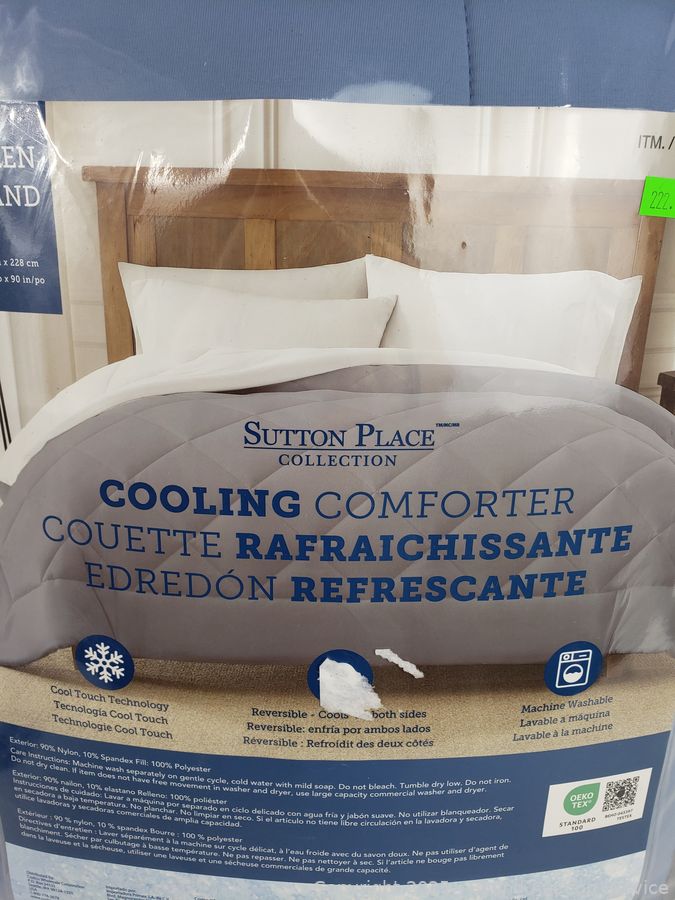 EN
AND
x 228 cm
x 90 in/po
ITM. /
222.
SUTTON PLACE
COLLECTION
COOLING COMFORTER
COUETTE RAFRAICHISSANTE
EDREDÓN REFRESCANTE
Cool Touch Technology
Tecnología Cool Touch
Technologie Cool Touch
Reversible - Cools both sides
Reversible: enfría por ambos lados
Réversible : Refroidit des deux côtés
Machine Washable
Lavable a máquina
Lavable à la machine
Exterior: 90% Nylon, 10% Spandex Fill: 100% Polyester
Care Instructions: Machine wash separately on gentle cycle, cold water with mild soap. Do not bleach. Tumble dry low. Do not iron.
Do not dry clean. If item does not have free movement in washer and dryer, use large capacity commercial washer and dryer.
Exterior: 90% nailon, 10% elastano Relleno: 100% poliéster
Instrucciones de cuidado: Lavar a máquina por separado en ciclo delicado con agua fría y jabón suave. No utilizar blanqueador. Secar
en secadora a baja temperatura. No planchar. No limpiar en seco. Si el artículo no tiene libre circulación en la lavadora y secadora,
utilice lavadoras y secadoras comerciales de amplia capacidad.
Extérieur : 90 % nylon, 10 % spandex Bourre : 100 % polyester
Directives d'entretien : Laver séparément à la machine sur cycle délicat, à l'eau froide avec du savon doux. Ne pas utiliser d'agent de
blanchiment. Sécher par culbutage à basse température. Ne pas repasser. Ne pas nettoyer à sec. Si l'article ne bouge pas librement
dans la laveuse et la sécheuse, utiliser une laveuse et une sécheuse commerciales de grande capacité.
OEKO
TEX®
STANDARD
100
TESTEX
Distributed by:
Costco Wholesale Corporation
USA
Importado por: